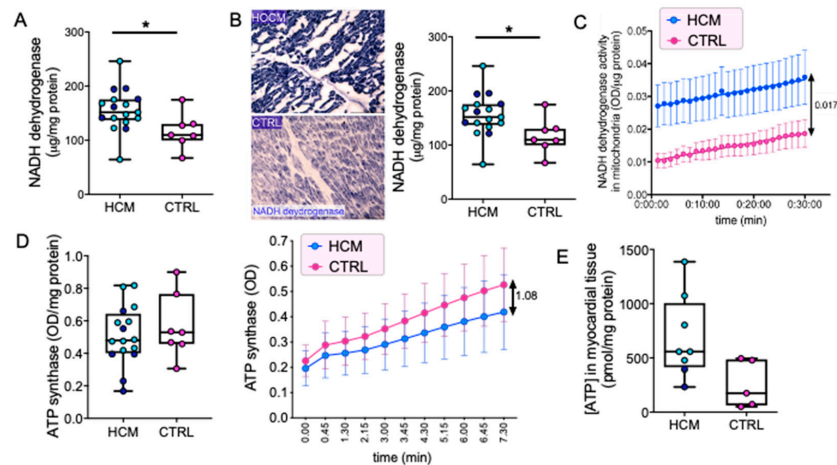 A
NADH dehydrogenase
(µg/mg protein)
300
200
100
0
*
HCM
CTRL
B
HOCM
CTRL
NADH deydrogenase
NADH dehydrogenase
(µg/mg protein)
300
200
100
0
*
HCM
CTRL
C
HCM
CTRL
NADH dehydrogenase activity
in mitochondria (OD/µg protein)
0.05
0.04
0.03
0.02
0.01
0.00
0.017
0:00:00
0:10:00
0:20:00
0:30:00
time (min)
D
ATP synthase (OD/mg protein)
1.0
0.8
0.6
0.4
0.2
0.0
HCM
CTRL
HCM
CTRL
ATP synthase (OD)
0.7
0.6
0.5
0.4
0.3
0.2
0.1
0.0
1.08
0.00
0.45
1.30
2.15
3.00
3.45
4.30
5.15
6.00
6.45
7.30
time (min)
E
[ATP] in myocardial tissue
(pmol/mg protein)
1500
1000
500
0
HCM
CTRL